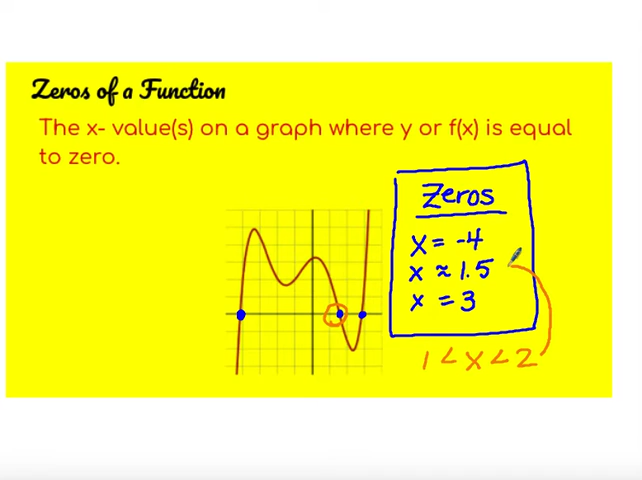 Zeros of a Function
The x- value(s) on a graph where y or f(x) is equal
to zero.
Zeros
x = -4
x ≈ 1.5
x = 3
1 < x < 2